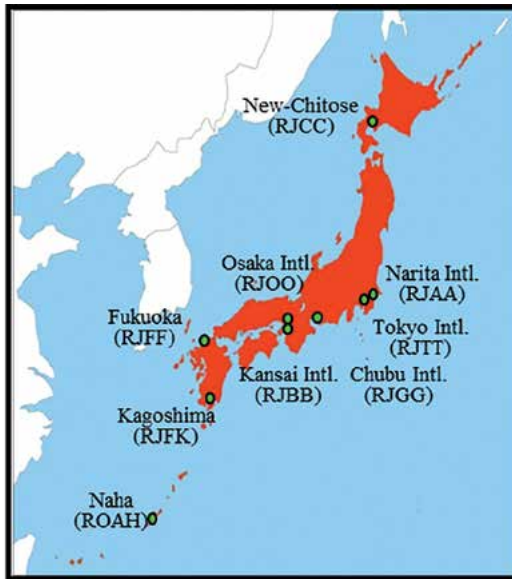 New-Chitose
(RJCC)
Osaka Intl.
(RJOO)
Narita Intl.
(RJAA)
Fukuoka
(RJFF)
Tokyo Intl.
(RJTT)
Kansai Intl.
(RJBB)
Chubu Intl.
(RJGG)
Kagoshima
(RJFK)
Naha
(ROAH)